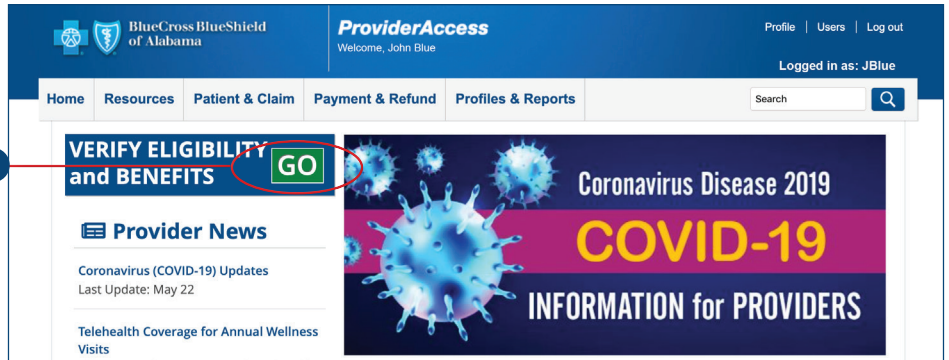 BlueCross BlueShield
of Alabama
ProviderAccess
Welcome, John Blue
Profile | Users | Log out
Logged in as: JBlue
Home Resources Patient & Claim Payment & Refund Profiles & Reports Search
VERIFY ELIGIBILITY
and BENEFITS GO
Provider News
Coronavirus (COVID-19) Updates
Last Update: May 22
Telehealth Coverage for Annual Wellness
Visits
Coronavirus Disease 2019
COVID-19
INFORMATION for PROVIDERS